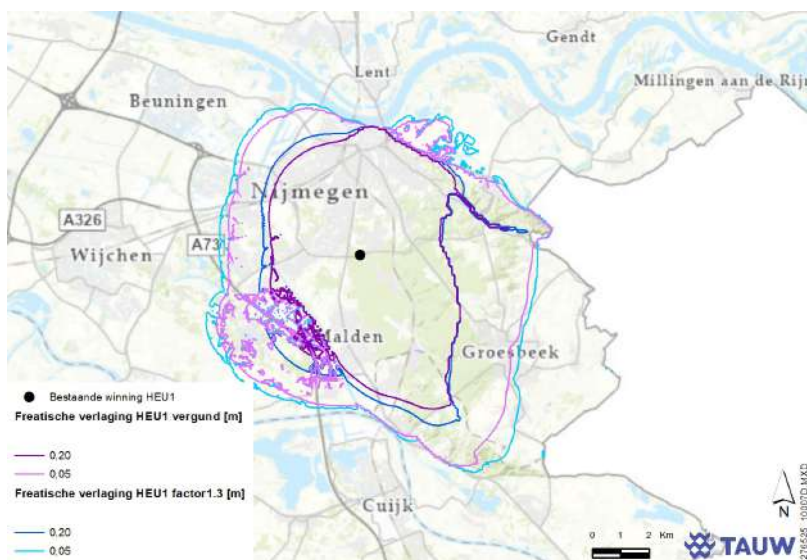 Gendt
Lent
Millingen aan de Rijn
Beuningen
Nijmegen
A326
A73
Wijchen
Malden
Groesbeek
Bestaande winning HEU1
Freatische verlaging HEU1 vergund [m]
0,20
0,05
Freatische verlaging HEU1 factor1.3 [m]
0,20
0,05
Cuijk
N
0 1 2 Km
TAUW